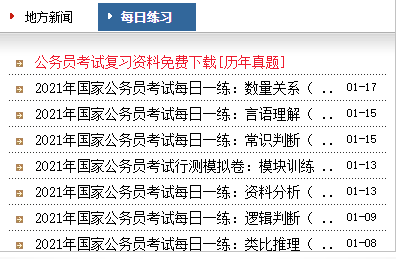 地方新闻 每日练习
公务员考试复习资料免费下载[历年真题]
2021年国家公务员考试每日一练：数量关系（ .. 01-17
2021年国家公务员考试每日一练：言语理解（ .. 01-15
2021年国家公务员考试每日一练：常识判断（ .. 01-15
2021年国家公务员考试行测模拟卷：模块训练 .. 01-13
2021年国家公务员考试每日一练：资料分析（ .. 01-13
2021年国家公务员考试每日一练：逻辑判断（ .. 01-09
2021年国家公务员考试每日一练：类比推理（ .. 01-08